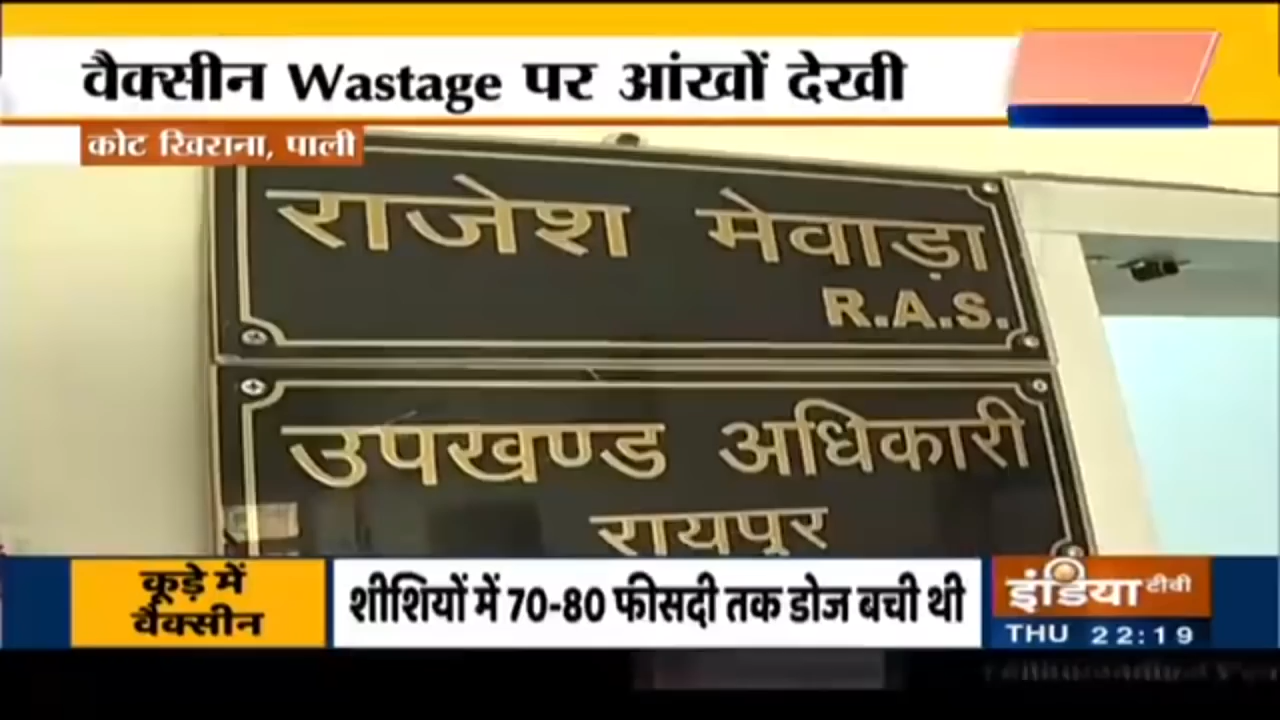 वैक्सीन Wastage पर आंखों देखी
कोट खिराना, पाली
राजेश मेवाड़ा
R.A.S.
उपखण्ड अधिकारी
रायपुर
कूड़े में
वैक्सीन
शीशियों में 70-80 फीसदी तक डोज बची थी
इंडिया टीवी
THU 22:19